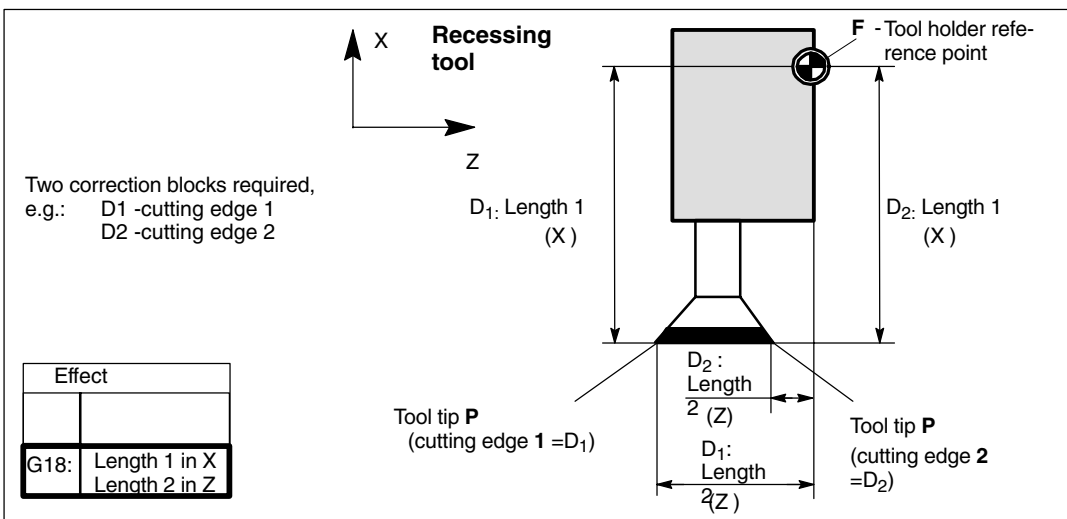 X
Recessing
tool
F - Tool holder refe-
rence point
Z
Two correction blocks required,
e.g.: D1 -cutting edge 1
D2 -cutting edge 2
D1: Length 1
(X )
D2: Length 1
(X )
Effect
G18: Length 1 in X
Length 2 in Z
Tool tip P
(cutting edge 1 =D1)
D2 :
Length
2 (Z)
D1:
Length
2(Z )
Tool tip P
(cutting edge 2
=D2)